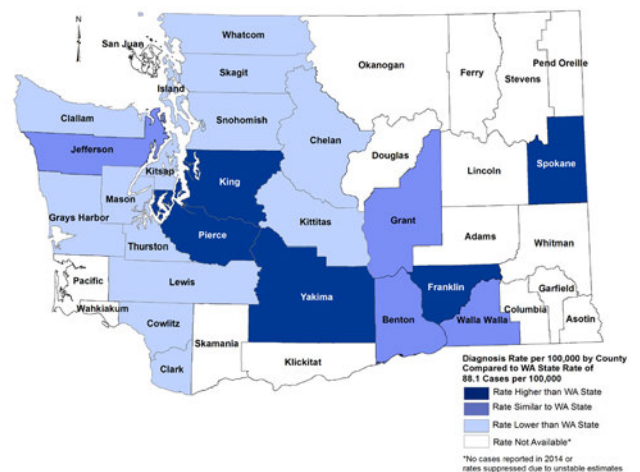 N
San Juan
Whatcom
Okanogan
Ferry
Stevens
Pend Oreille
Skagit
Island
Clallam
Snohomish
Chelan
Jefferson
Douglas
Lincoln
Spokane
Kitsap
King
Mason
Grays Harbor
Kittitas
Grant
Adams
Whitman
Pierce
Thurston
Pacific
Lewis
Yakima
Franklin
Garfield
Wahkiakum
Columbia
Asotin
Cowlitz
Skamania
Benton
Walla Walla
Klickitat
Clark
Diagnosis Rate per 100,000 by County
Compared to WA State Rate of
88.1 Cases per 100,000
Rate Higher than WA State
Rate Similar to WA State
Rate Lower than WA State
Rate Not Available*
*No cases reported in 2014 or
rates suppressed due to unstable estimates